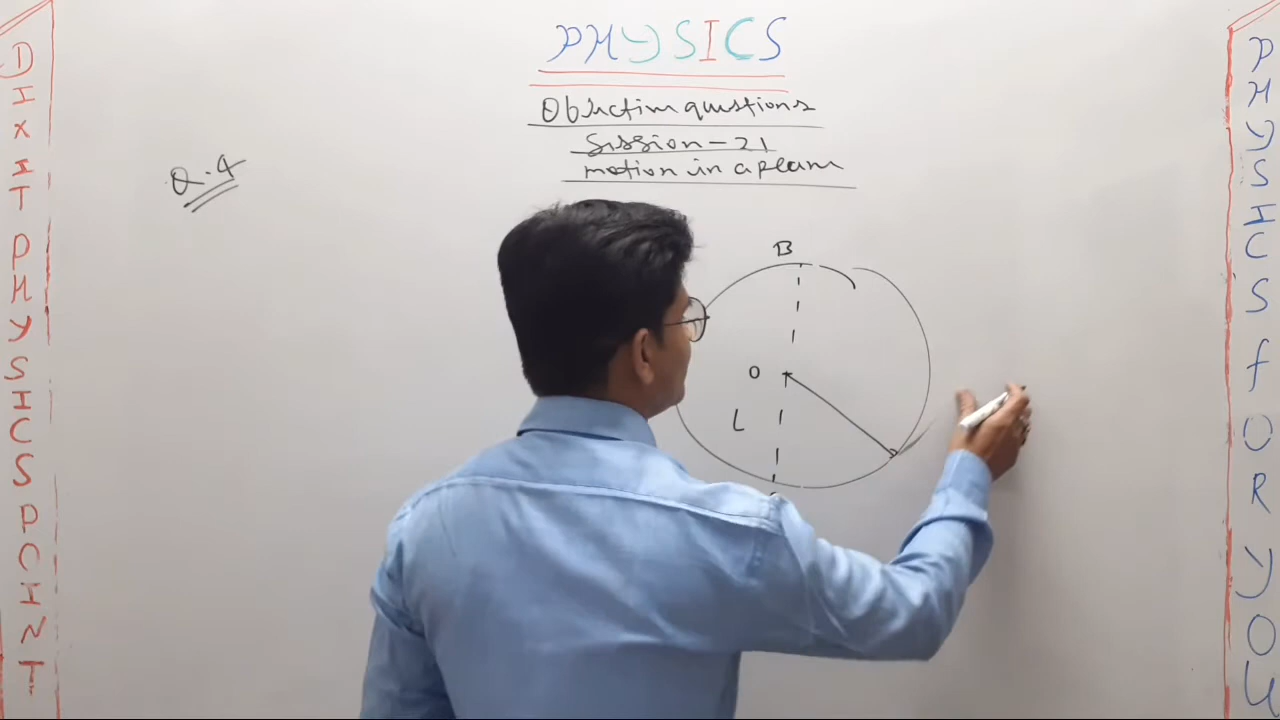 PHYSICS
Objective questions
Session-21
motion in a plane
Q.4
B
O
L
DIXIT PHYSICS POINT
PHYSICS FOR YOU